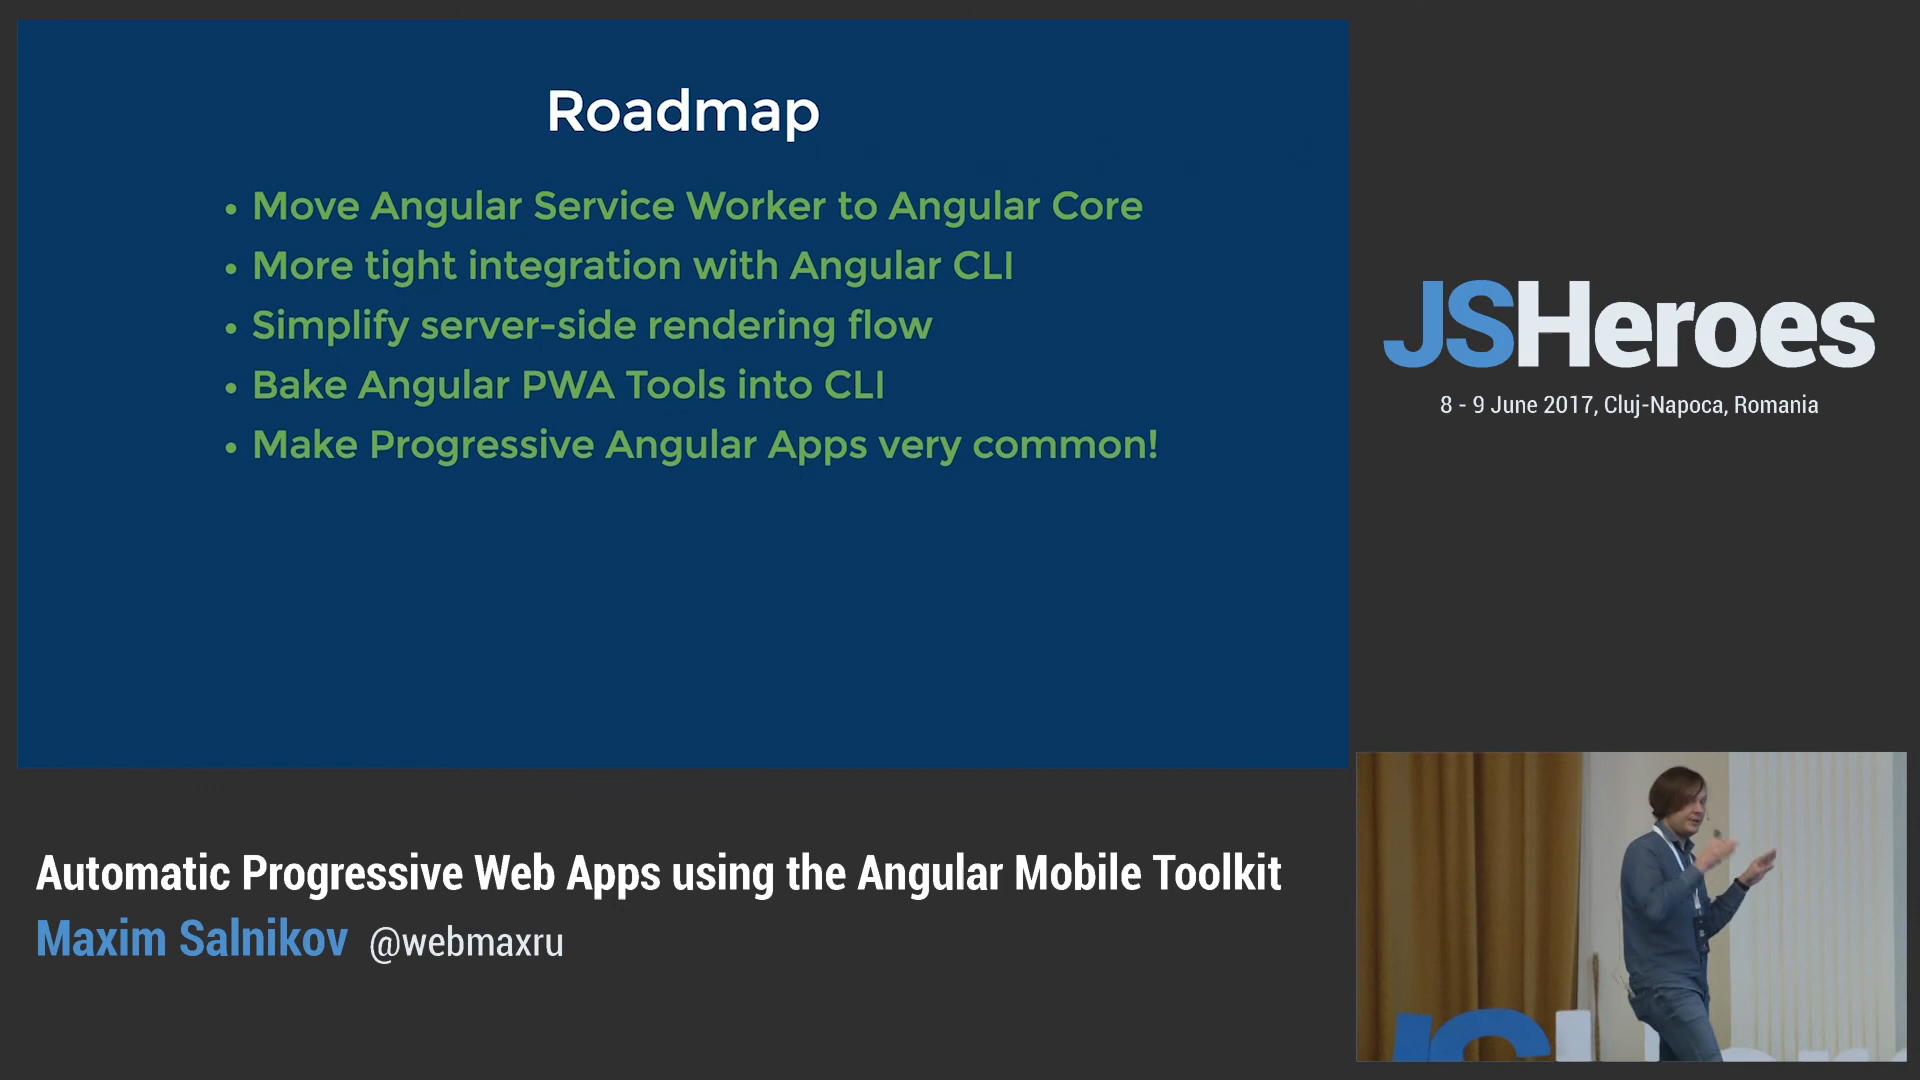 Roadmap
• Move Angular Service Worker to Angular Core
• More tight integration with Angular CLI
• Simplify server-side rendering flow
• Bake Angular PWA Tools into CLI
• Make Progressive Angular Apps very common!
JSHeroes
8 - 9 June 2017, Cluj-Napoca, Romania
Automatic Progressive Web Apps using the Angular Mobile Toolkit
Maxim Salnikov @webmaxru